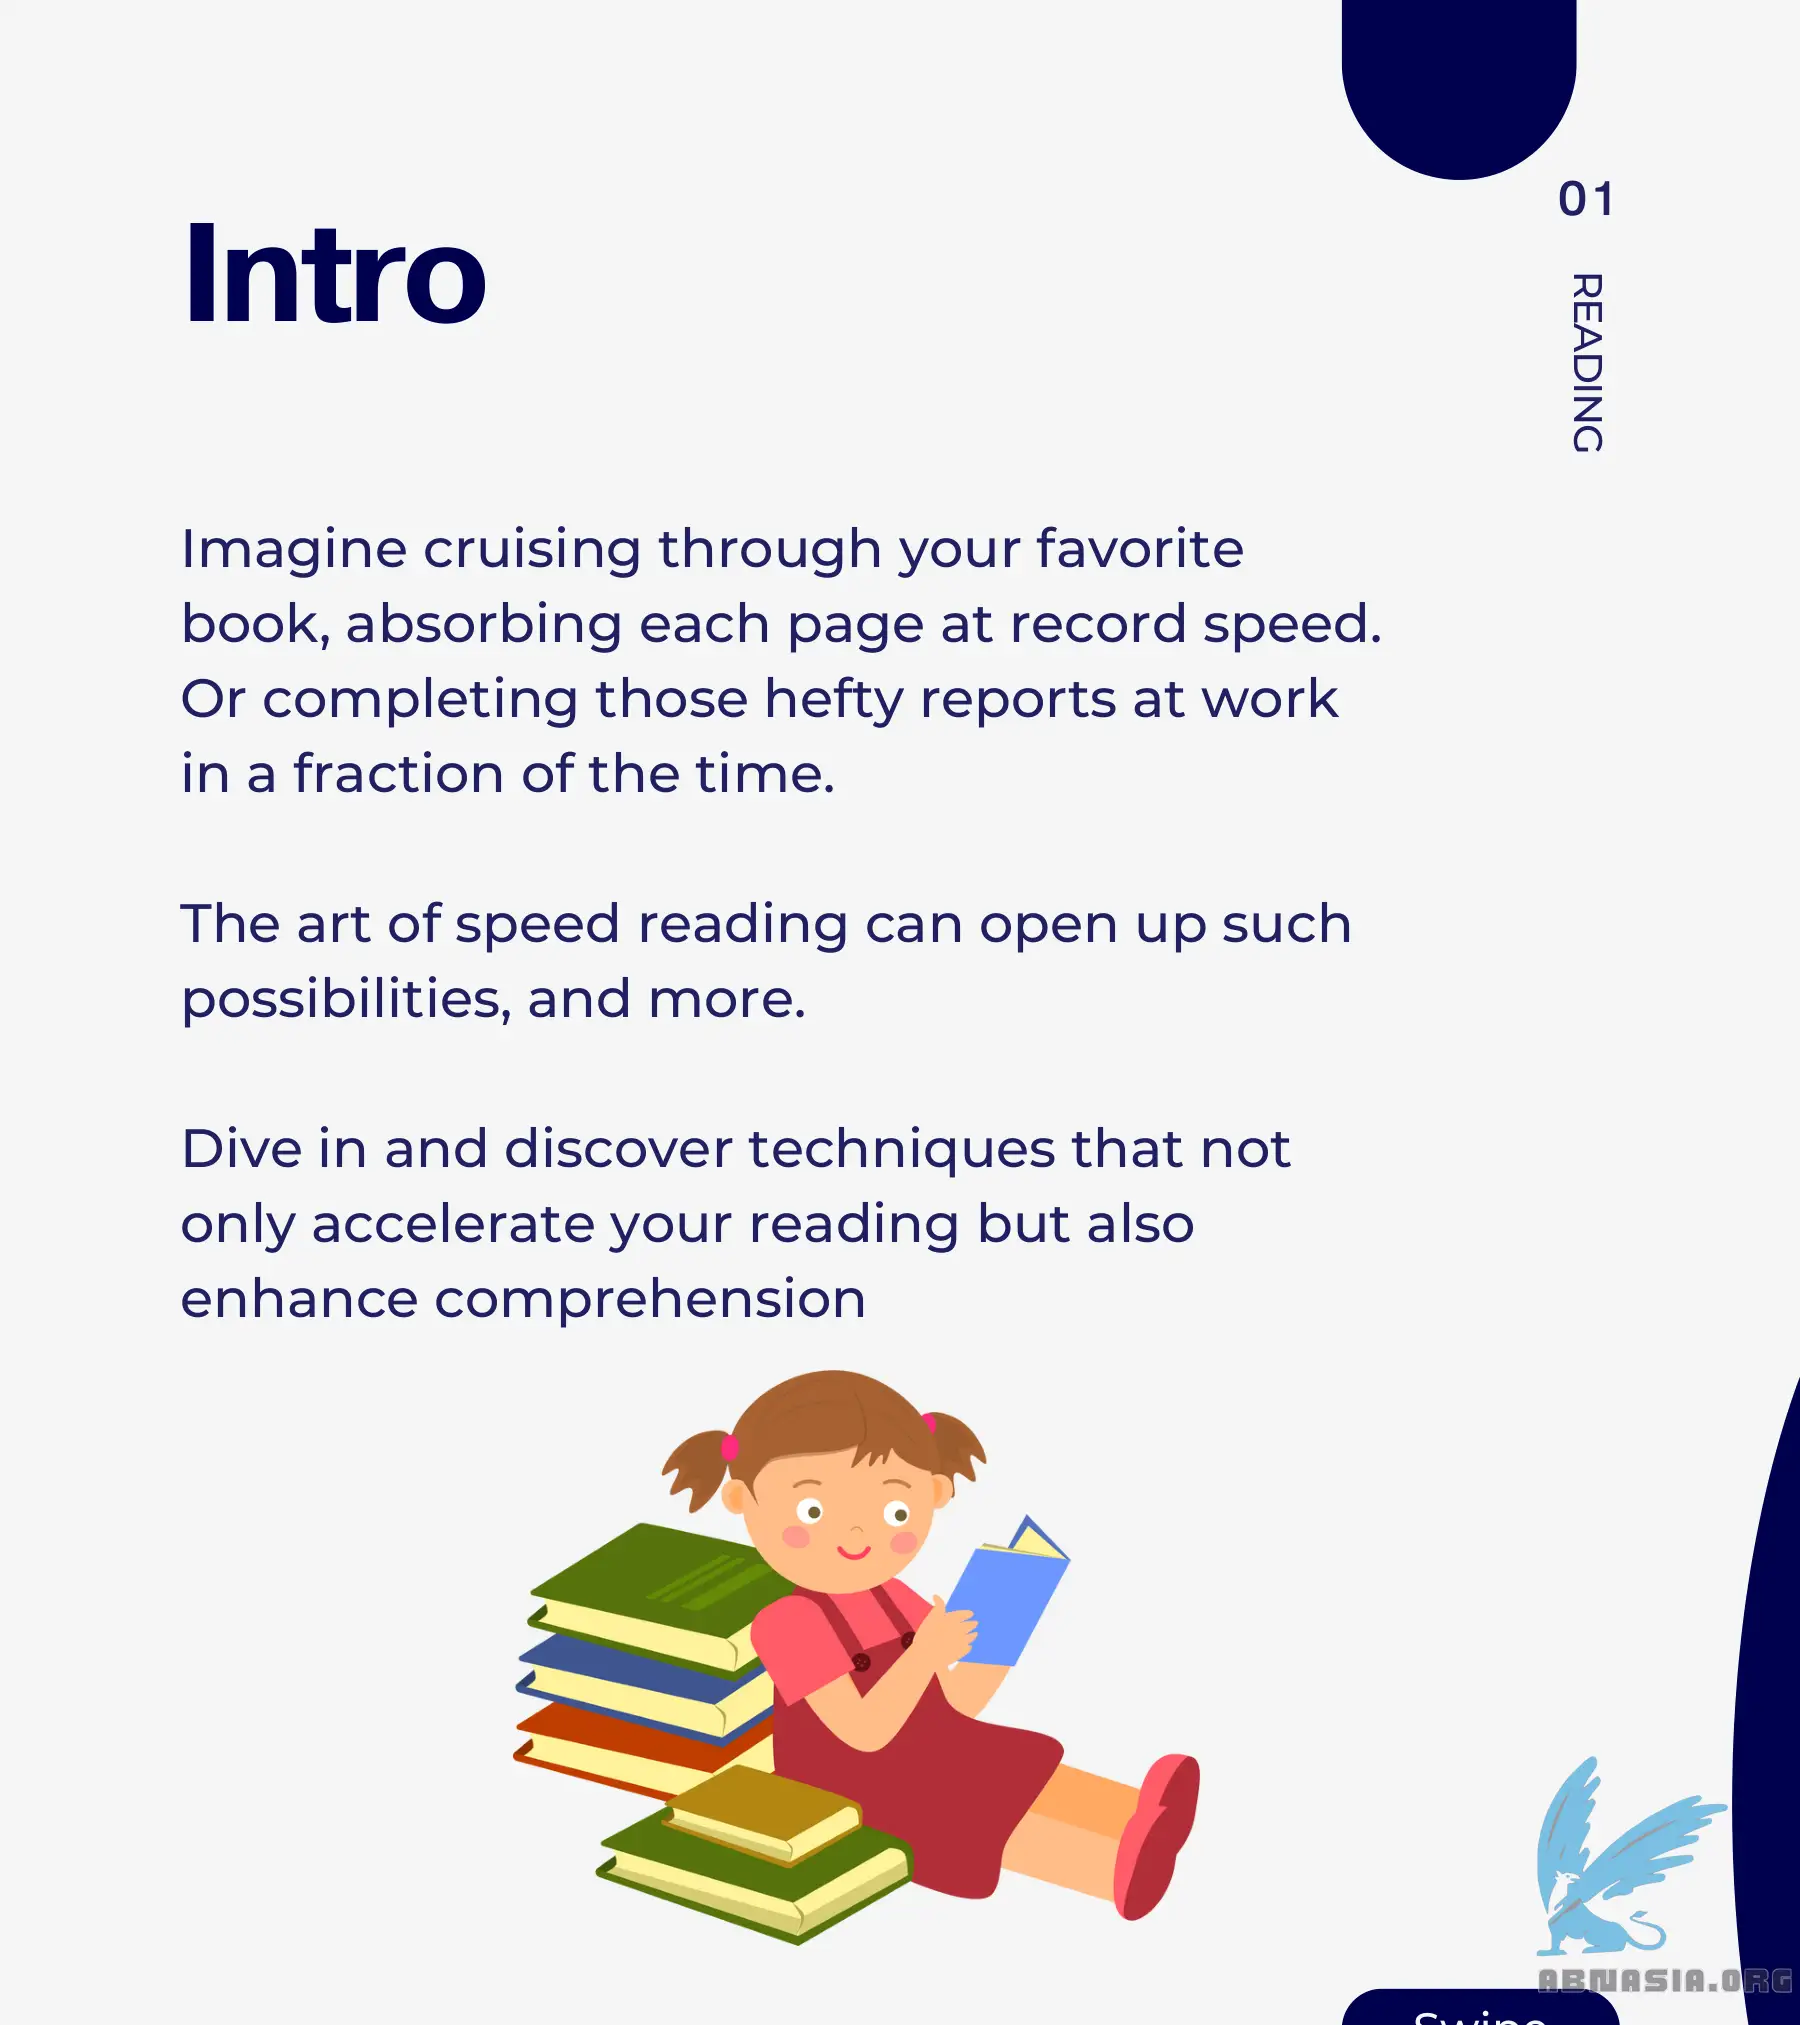 01
READING
Intro
Imagine cruising through your favorite
book, absorbing each page at record speed.
Or completing those hefty reports at work
in a fraction of the time.
The art of speed reading can open up such
possibilities, and more.
Dive in and discover techniques that not
only accelerate your reading but also
enhance comprehension
ABNASIA.ORG
Swipe